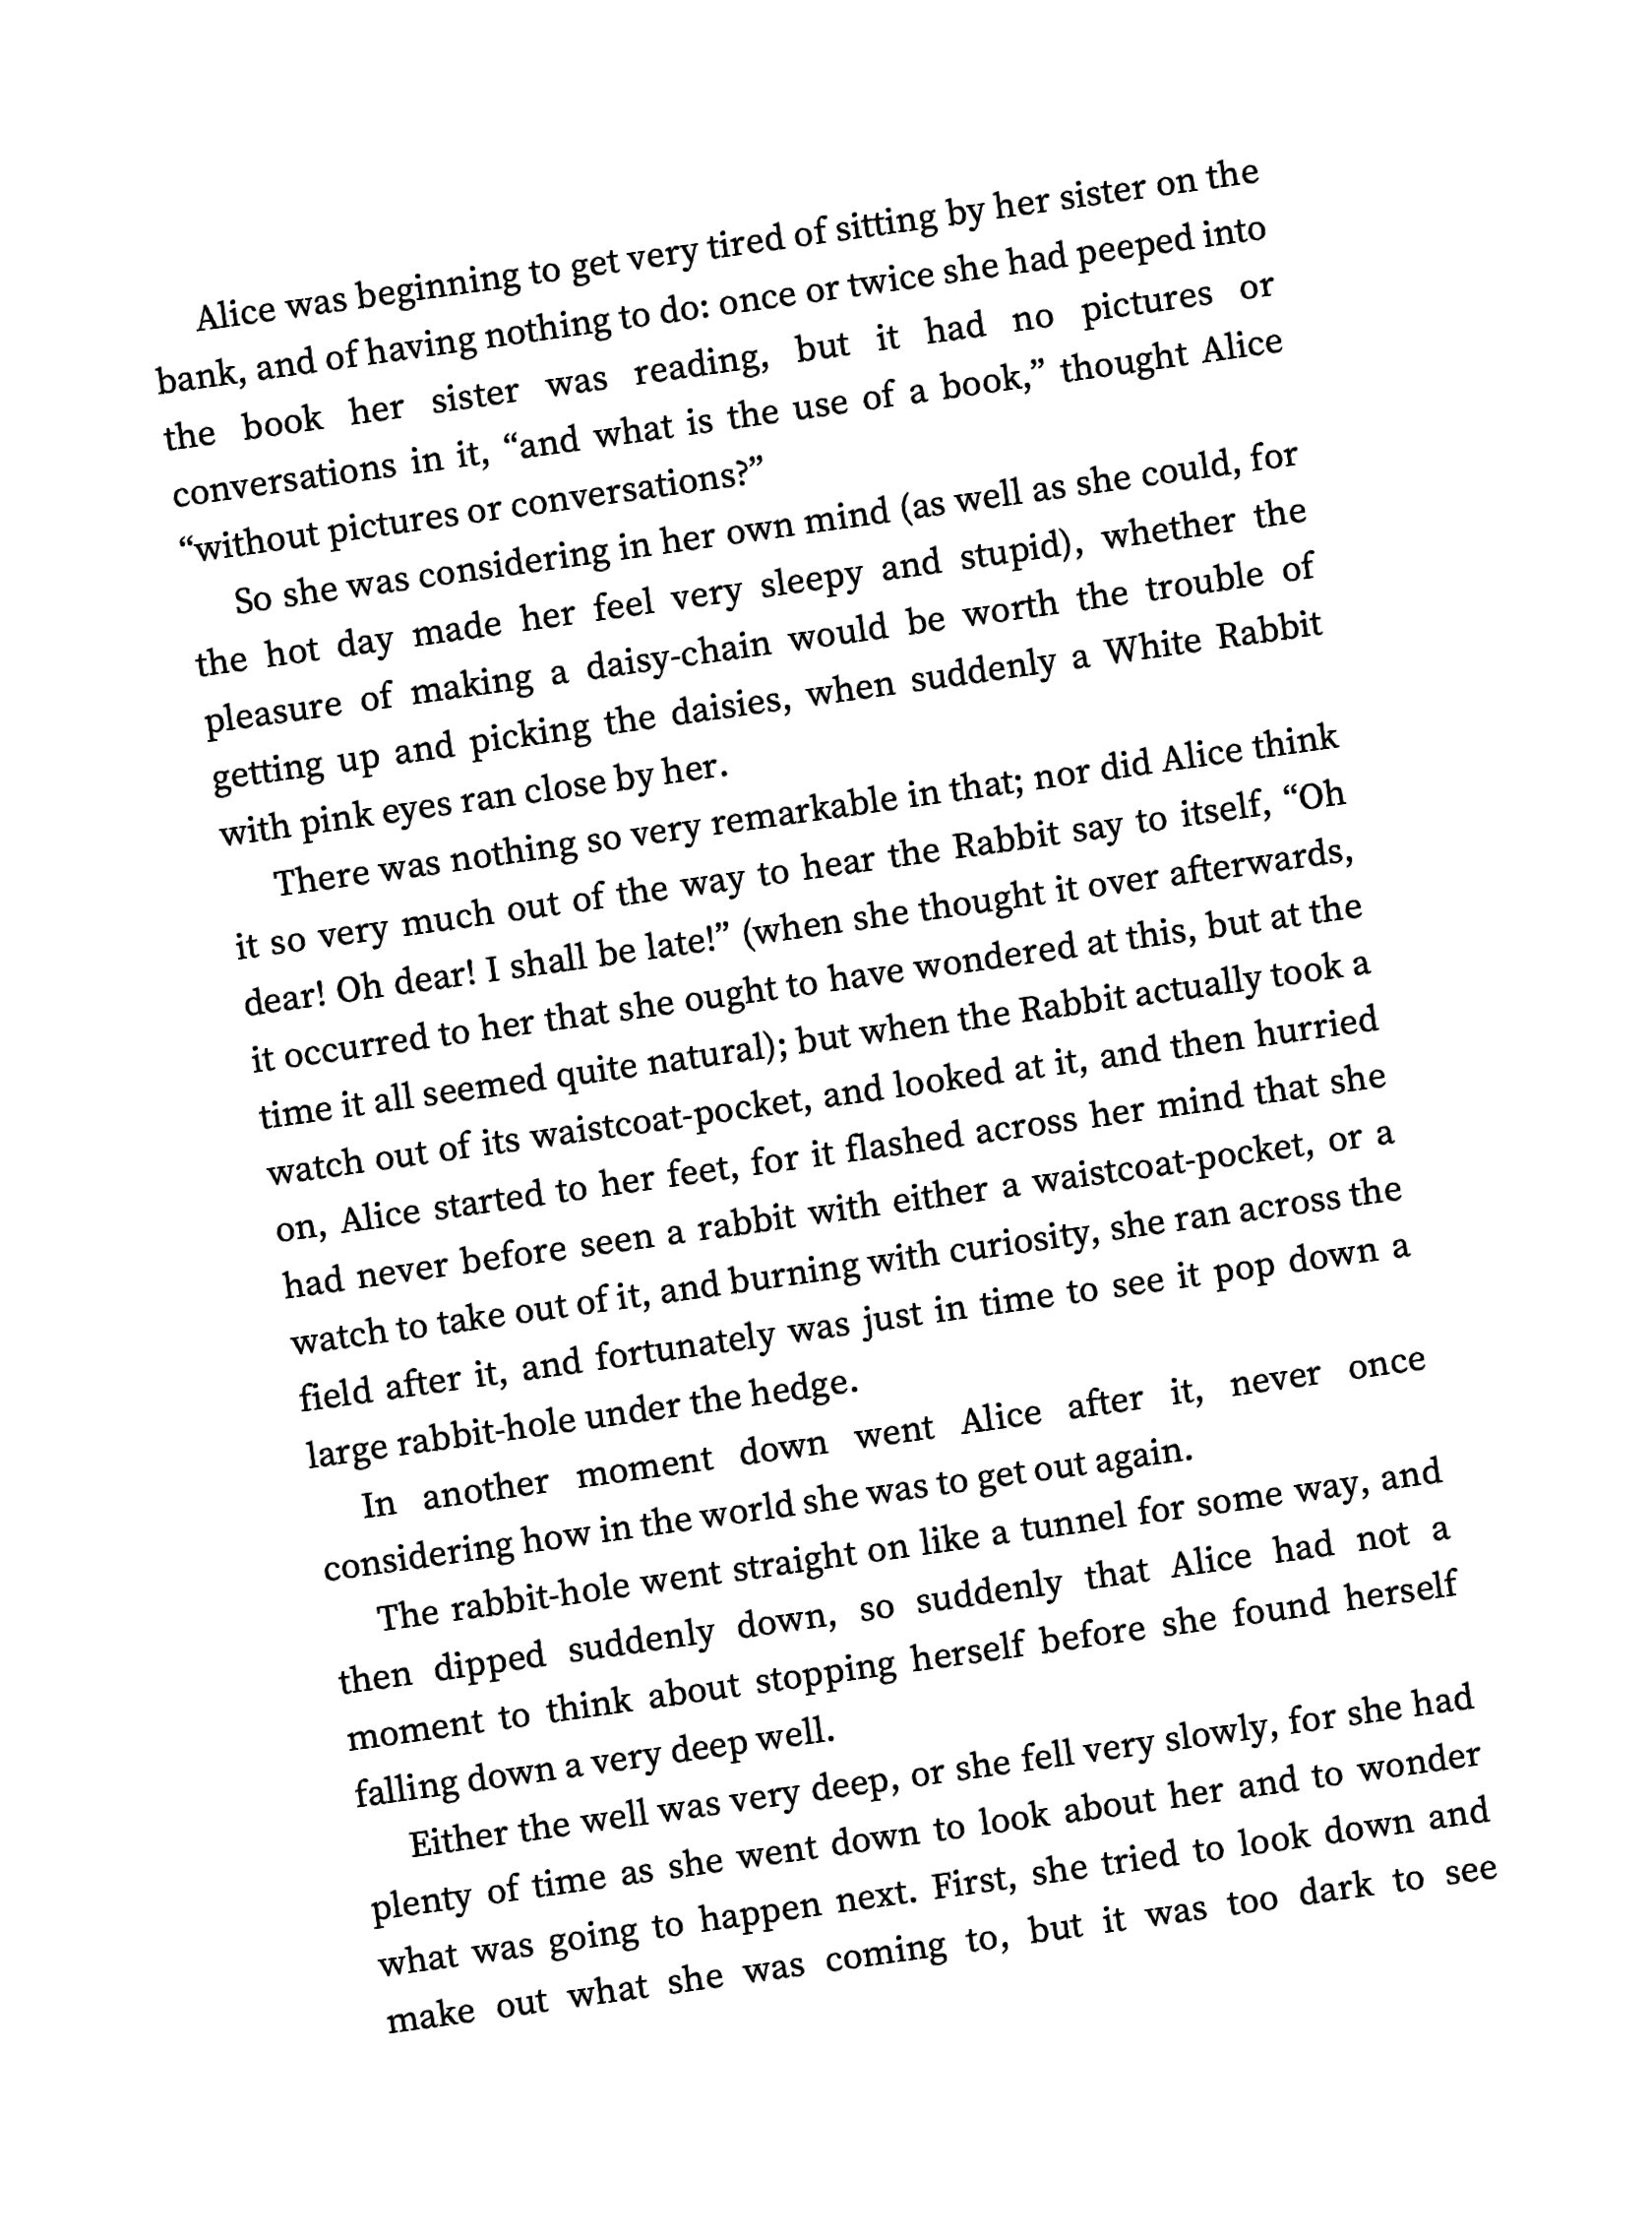 Alice was beginning to get very tired of sitting by her sister on the
bank, and of having nothing to do: once or twice she had peeped into
the book her sister was reading, but it had no pictures or
conversations in it, “and what is the use of a book,” thought Alice
“without pictures or conversations?”
So she was considering in her own mind (as well as she could, for
the hot day made her feel very sleepy and stupid), whether the
pleasure of making a daisy-chain would be worth the trouble of
getting up and picking the daisies, when suddenly a White Rabbit
with pink eyes ran close by her.
There was nothing so very remarkable in that; nor did Alice think
it so very much out of the way to hear the Rabbit say to itself, “Oh
dear! Oh dear! I shall be late!” (when she thought it over afterwards,
it occurred to her that she ought to have wondered at this, but at the
time it all seemed quite natural); but when the Rabbit actually took a
watch out of its waistcoat-pocket, and looked at it, and then hurried
on, Alice started to her feet, for it flashed across her mind that she
had never before seen a rabbit with either a waistcoat-pocket, or a
watch to take out of it, and burning with curiosity, she ran across the
field after it, and fortunately was just in time to see it pop down a
large rabbit-hole under the hedge.
In another moment down went Alice after it, never once
considering how in the world she was to get out again.
The rabbit-hole went straight on like a tunnel for some way, and
then dipped suddenly down, so suddenly that Alice had not a
moment to think about stopping herself before she found herself
falling down a very deep well.
Either the well was very deep, or she fell very slowly, for she had
plenty of time as she went down to look about her and to wonder
what was going to happen next. First, she tried to look down and
make out what she was coming to, but it was too dark to see